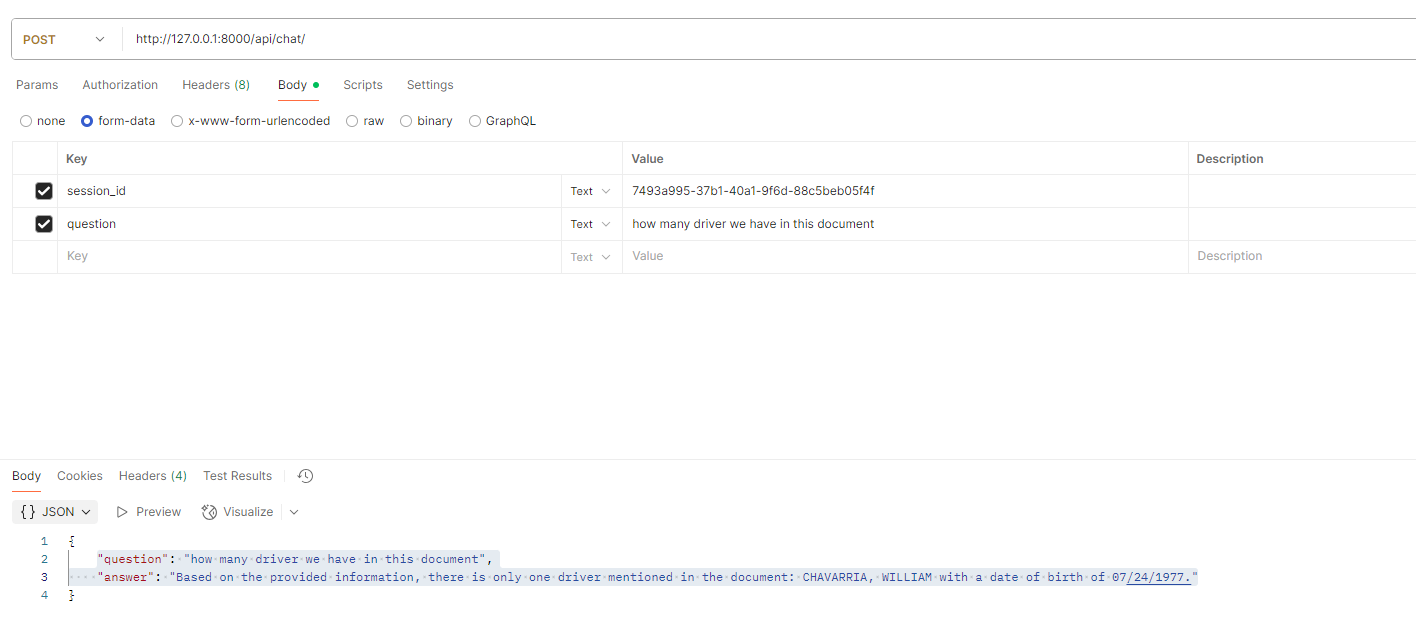 POST http://127.0.0.1:8000/api/chat/
Params Authorization Headers (8) Body Scripts Settings
none form-data x-www-form-urlencoded raw binary GraphQL
Key Value Description
session_id Text 7493a995-37b1-40a1-9f6d-88c5beb05f4f
question Text how many driver we have in this document
Key Text Value Description
Body Cookies Headers (4) Test Results
{} JSON Preview Visualize
1 {
2 "question": "how many driver we have in this document",
3 "answer": "Based on the provided information, there is only one driver mentioned in the document: CHAVARRIA, WILLIAM with a date of birth of 07/24/1977."
4 }